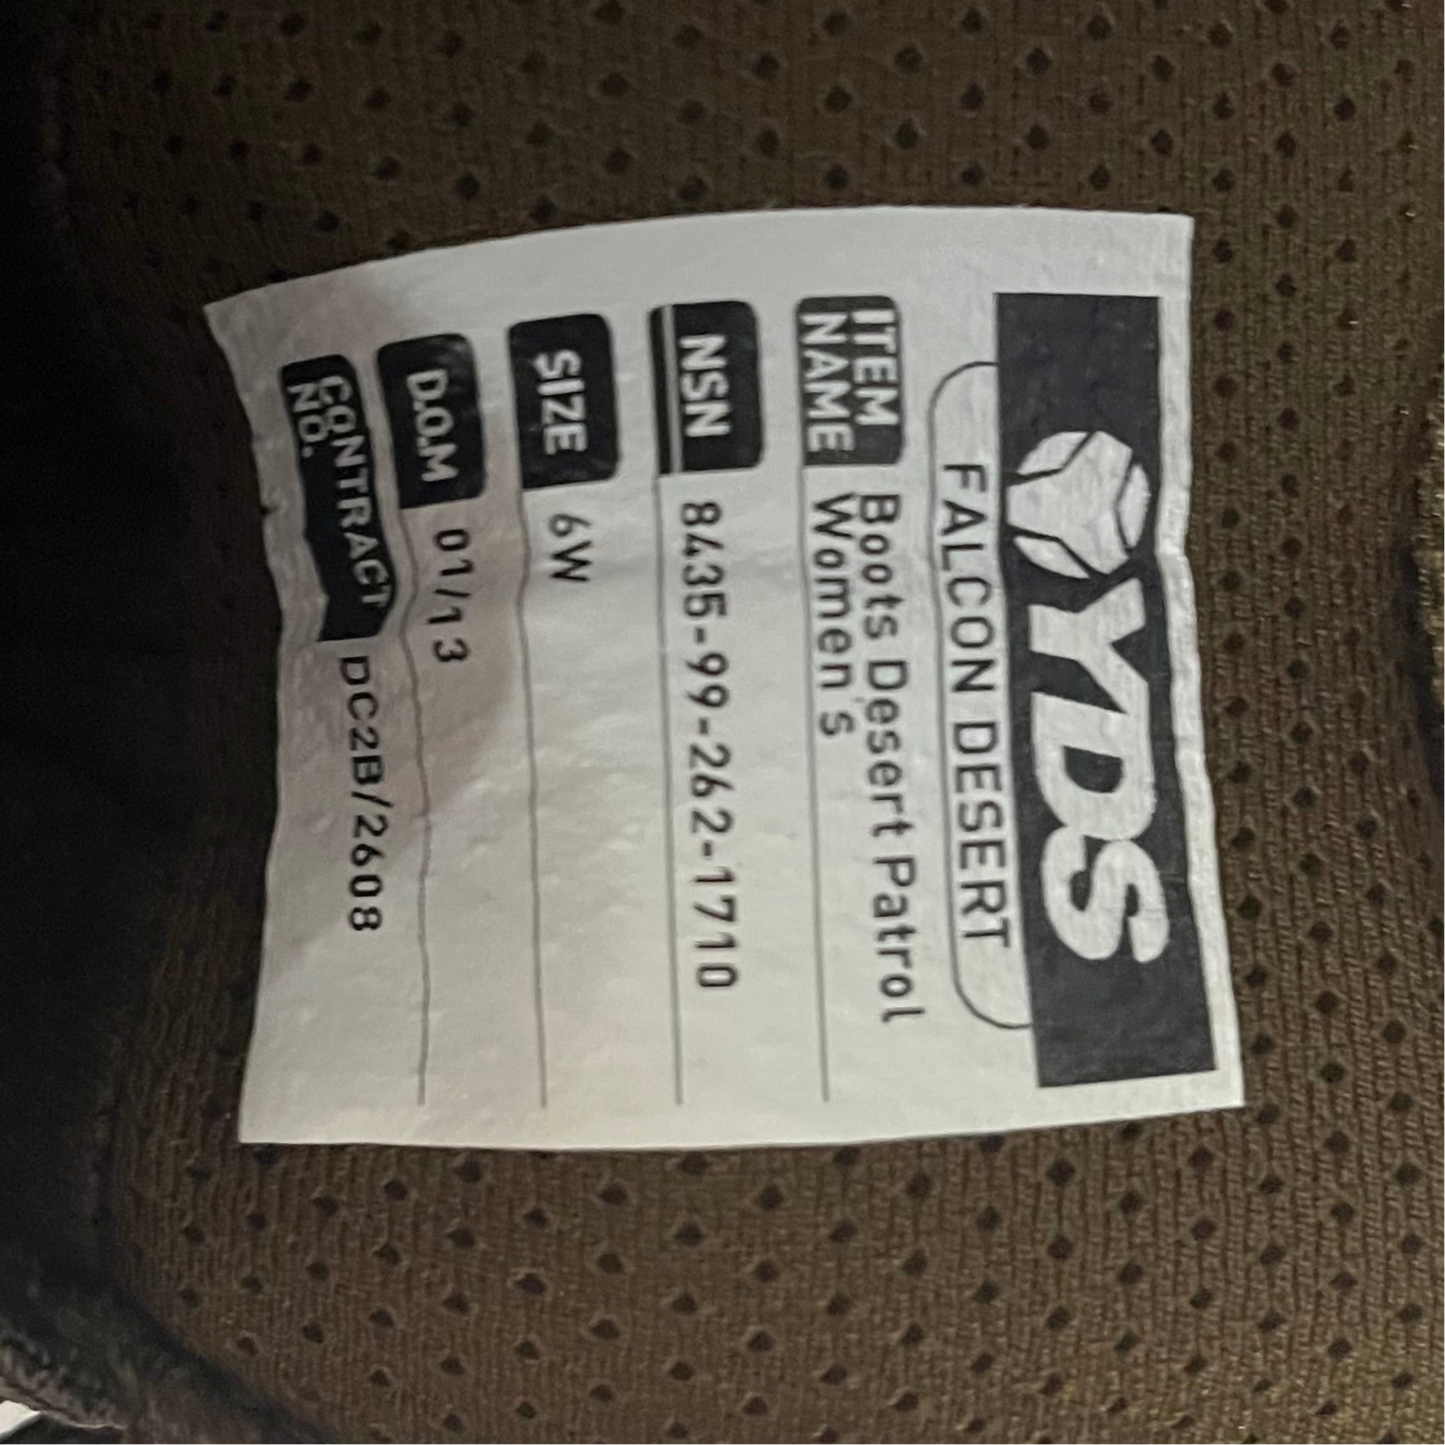 YDS
FALCON DESERT
ITEM NAME Boots Desert Patrol
Women's
NSN 8435-99-262-1710
SIZE 6W
D.O.M 01/13
CONTRACT NO. DC2B/2608